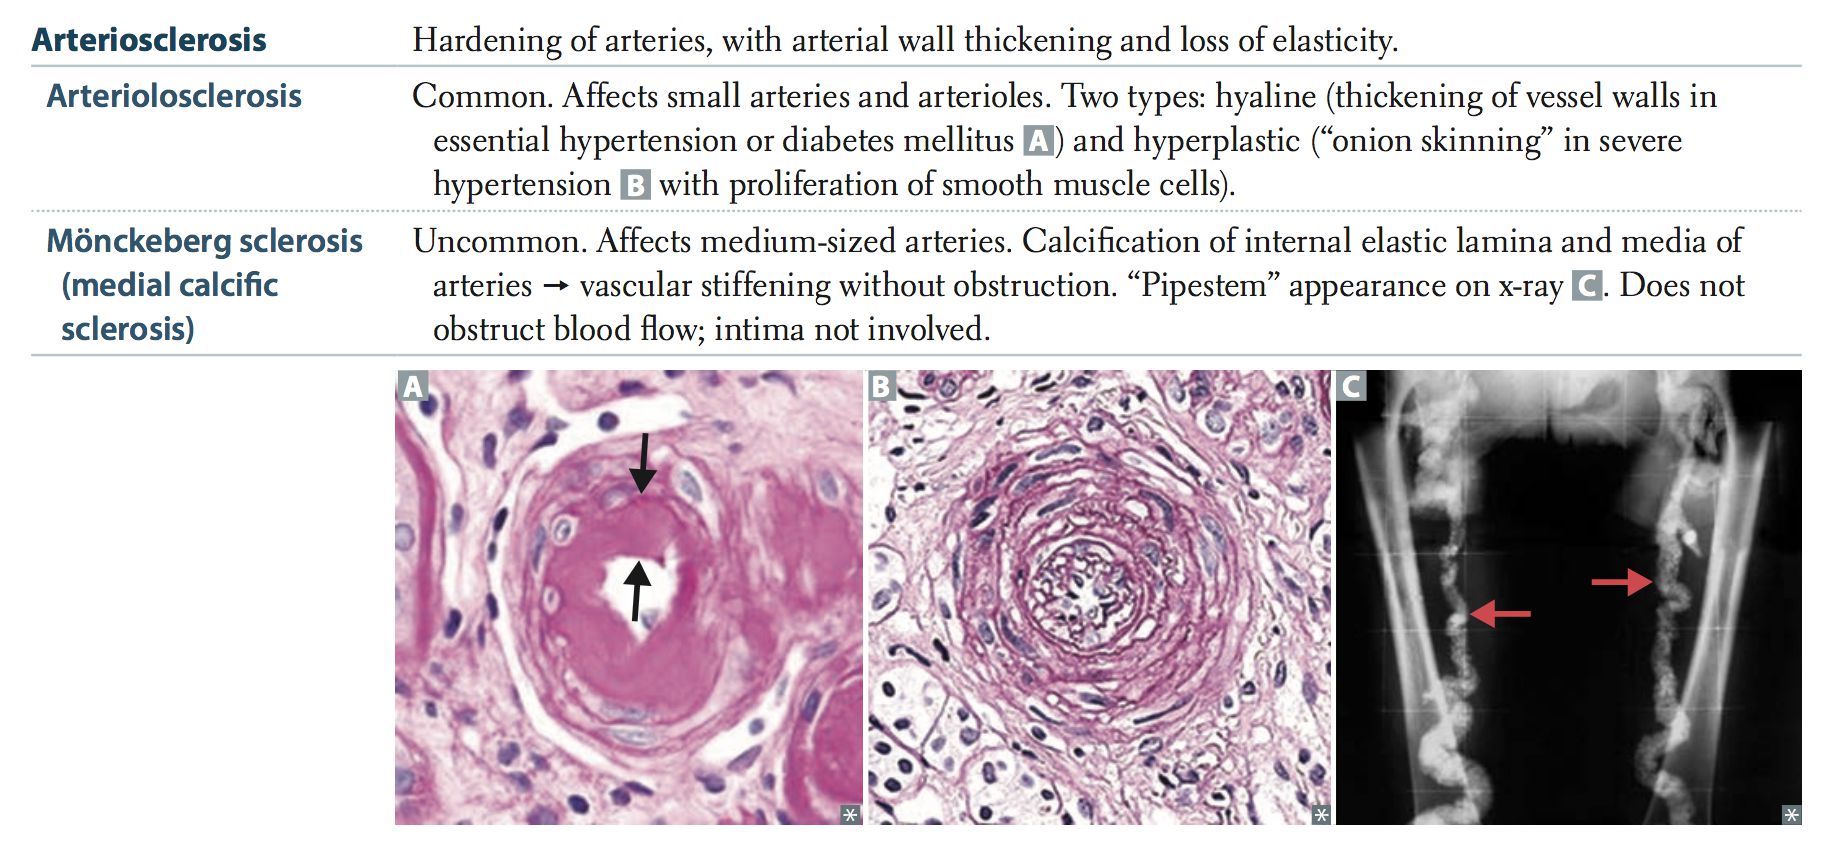 Arteriosclerosis
Hardening of arteries, with arterial wall thickening and loss of elasticity.
Arteriolosclerosis
Common. Affects small arteries and arterioles. Two types: hyaline (thickening of vessel walls in
essential hypertension or diabetes mellitus A) and hyperplastic (“onion skinning” in severe
hypertension B with proliferation of smooth muscle cells).
Mönckeberg sclerosis
(medial calcific
sclerosis)
Uncommon. Affects medium-sized arteries. Calcification of internal elastic lamina and media of
arteries → vascular stiffening without obstruction. “Pipestem” appearance on x-ray C. Does not
obstruct blood flow; intima not involved.
A
B
C
*
*
*